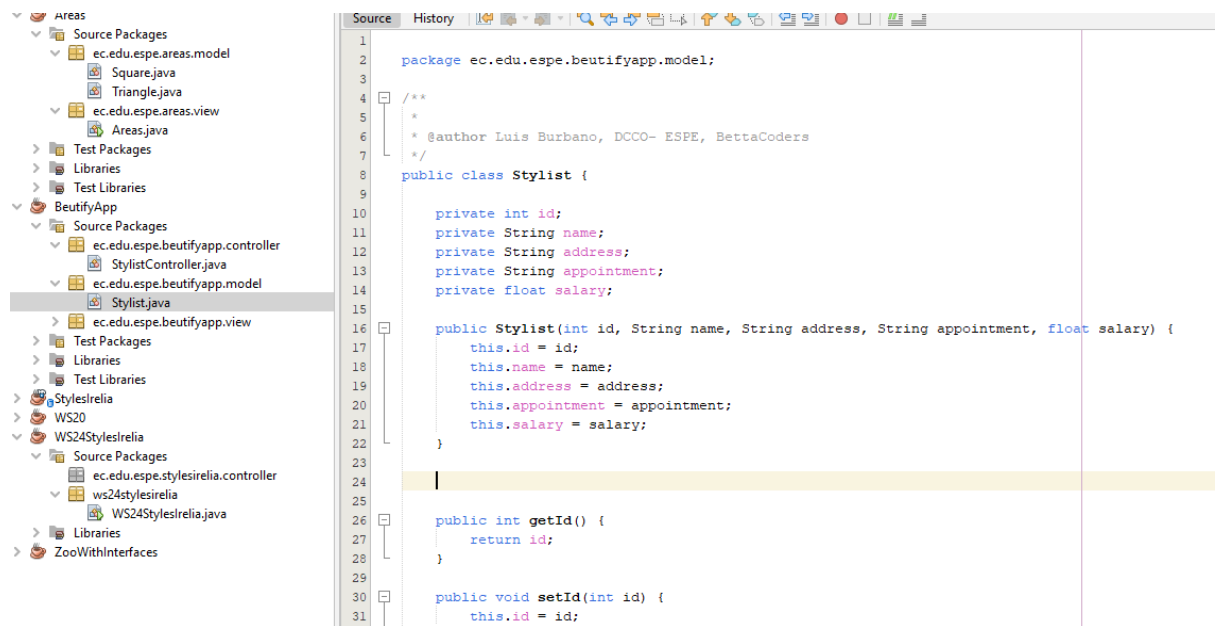 Areas
Source Packages
ec.edu.espe.areas.model
Square.java
Triangle.java
ec.edu.espe.areas.view
Areas.java
Test Packages
Libraries
Test Libraries
BeutifyApp
Source Packages
ec.edu.espe.beutifyapp.controller
StylistController.java
ec.edu.espe.beutifyapp.model
Stylist.java
ec.edu.espe.beutifyapp.view
Test Packages
Libraries
Test Libraries
StylesIrelia
WS20
WS24StylesIrelia
Source Packages
ec.edu.espe.stylesirelia.controller
ws24stylesirelia
WS24StylesIrelia.java
Libraries
ZooWithInterfaces
Source History
1
2 package ec.edu.espe.beutifyapp.model;
3
4 /**
5 *
6 * @author Luis Burbano, DCCO- ESPE, BettaCoders
7 */
8 public class Stylist {
9
10 private int id;
11 private String name;
12 private String address;
13 private String appointment;
14 private float salary;
15
16 public Stylist(int id, String name, String address, String appointment, float salary) {
17 this.id = id;
18 this.name = name;
19 this.address = address;
20 this.appointment = appointment;
21 this.salary = salary;
22 }
23
24
25
26 public int getId() {
27 return id;
28 }
29
30 public void setId(int id) {
31 this.id = id;